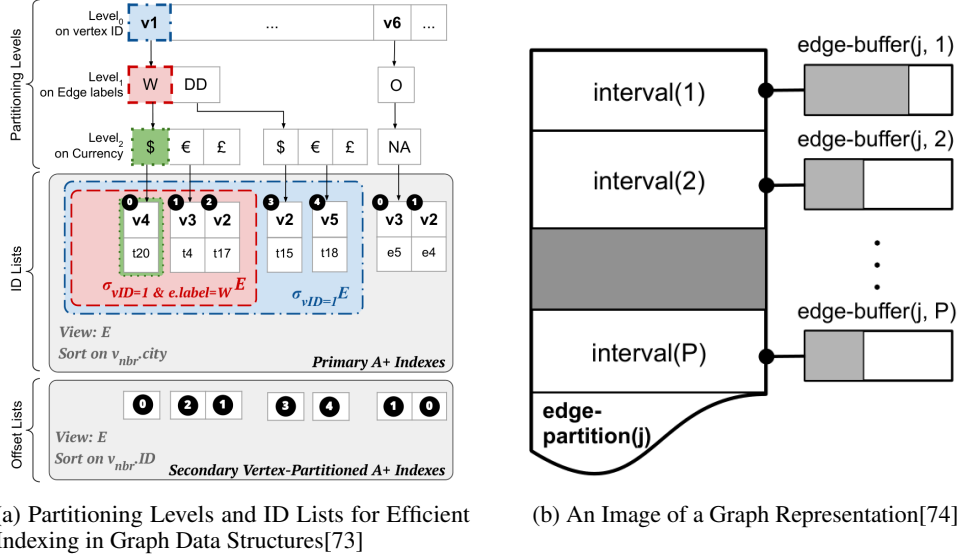 Partitioning Levels
Level0
on vertex ID
v1
...
v6
...
Level1
on Edge labels
W
DD
O
Level2
on Currency
$
€
£
$
€
£
NA
ID Lists
0
1
2
3
4
0
1
v4
v3
v2
v2
v5
v3
v2
t20
t4
t17
t15
t18
e5
e4
σvID=1 & e.label=W E
σvID=1 E
View: E
Sort on vnbr.city
Primary A+ Indexes
Offset Lists
0
2
1
3
4
1
0
View: E
Sort on vnbr.ID
Secondary Vertex-Partitioned A+ Indexes
(a) Partitioning Levels and ID Lists for Efficient
Indexing in Graph Data Structures[73]
interval(1)
edge-buffer(j, 1)
interval(2)
edge-buffer(j, 2)
interval(P)
edge-buffer(j, P)
edge-
partition(j)
(b) An Image of a Graph Representation[74]